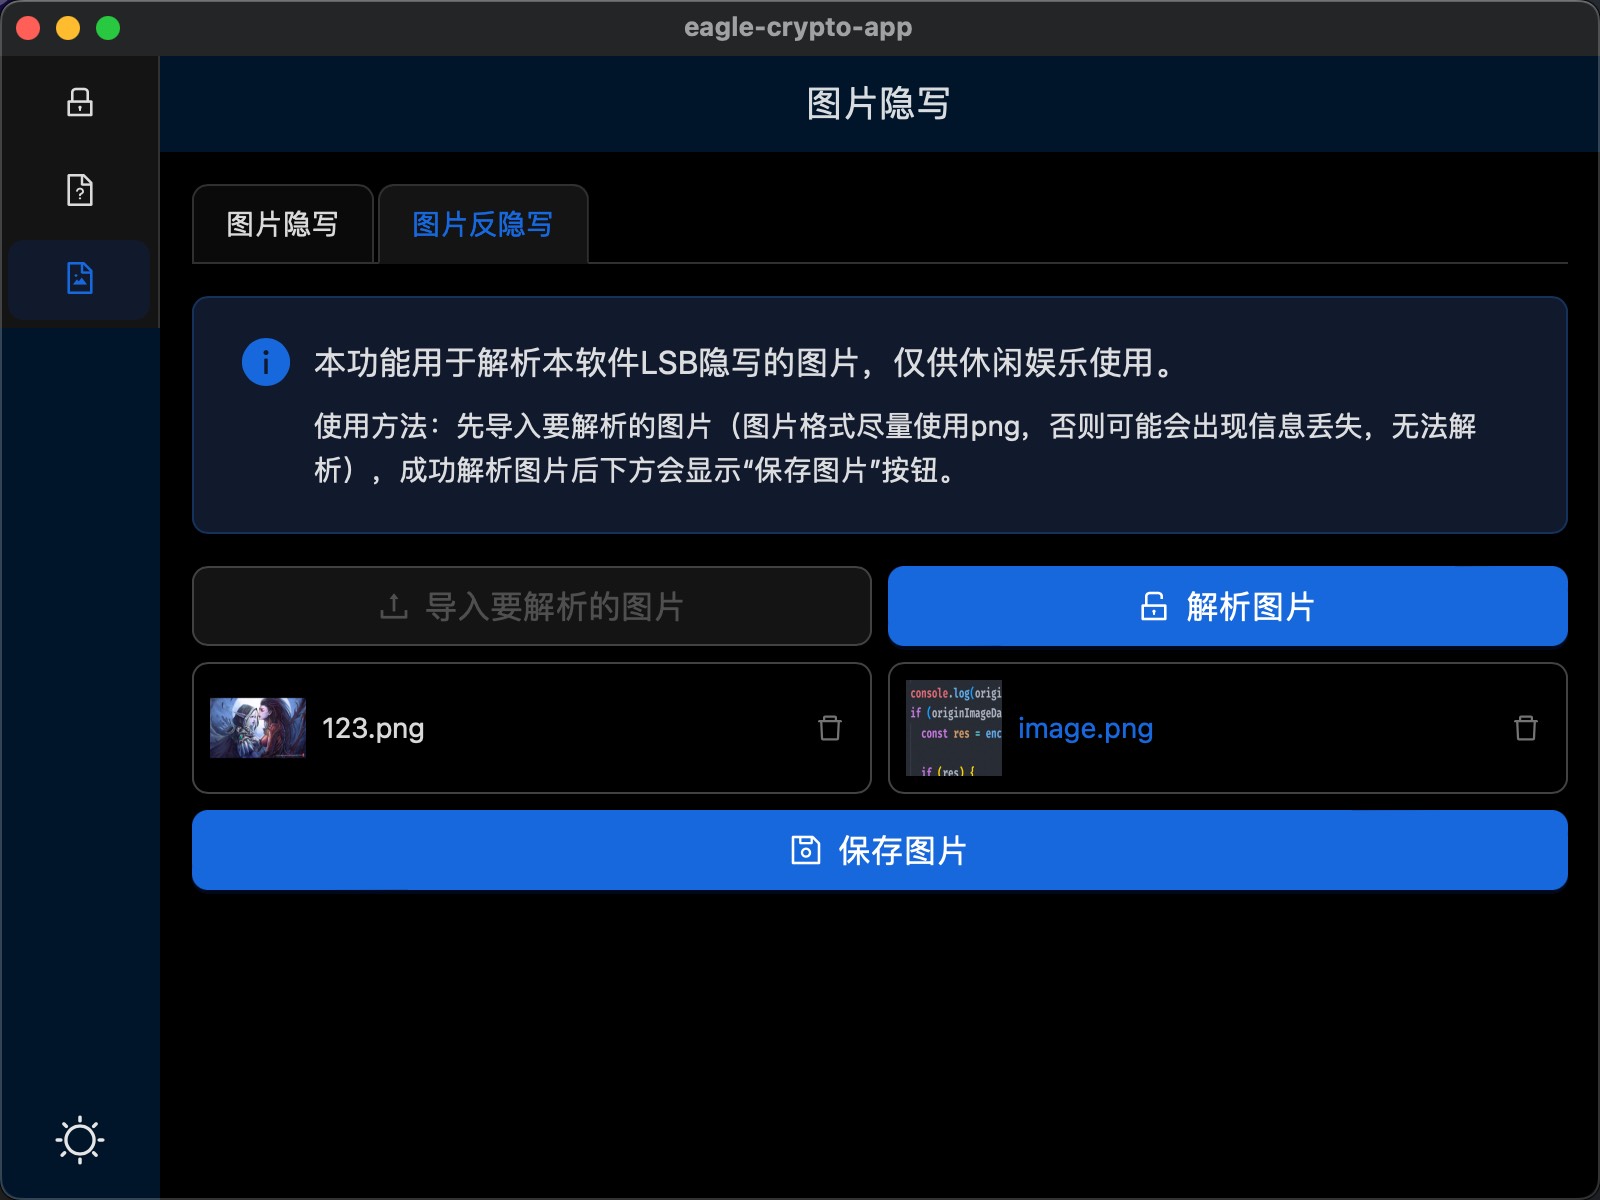 eagle-crypto-app
图片隐写
图片隐写
图片反隐写
本功能用于解析本软件LSB隐写的图片，仅供休闲娱乐使用。
使用方法：先导入要解析的图片（图片格式尽量使用png，否则可能会出现信息丢失，无法解
析），成功解析图片后下方会显示“保存图片”按钮。
导入要解析的图片
解析图片
123.png
console.log(origi
if (originImageDa
const res = enc
if (res) {
image.png
保存图片